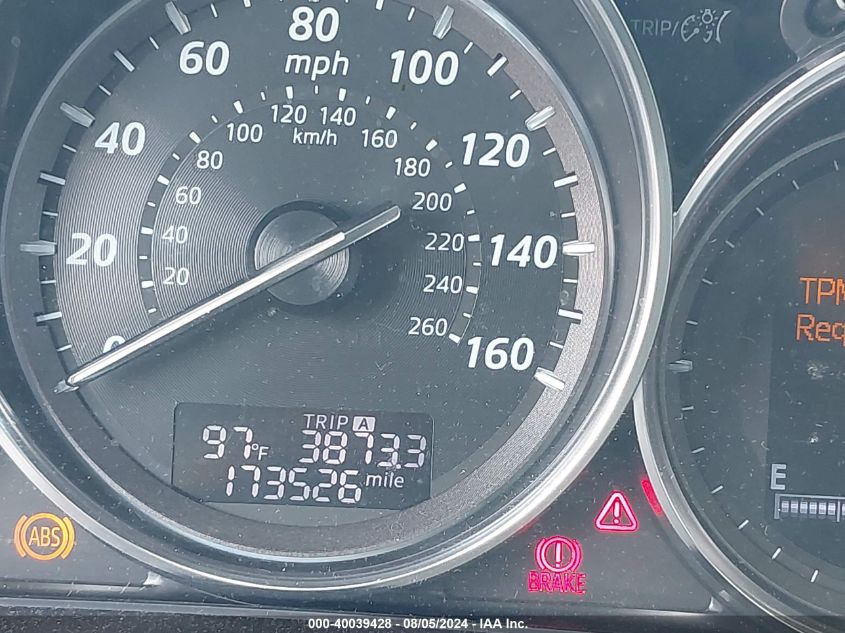 TRIP/
80
mph
60
100
40
120
20
140
0
160
km/h
20
40
60
80
100
120
140
160
180
200
220
240
260
TRIP A
97°F 3873.3
173526 mile
ABS
BRAKE
TPM
Req
E
000-40039428 - 08/05/2024 - IAA Inc.